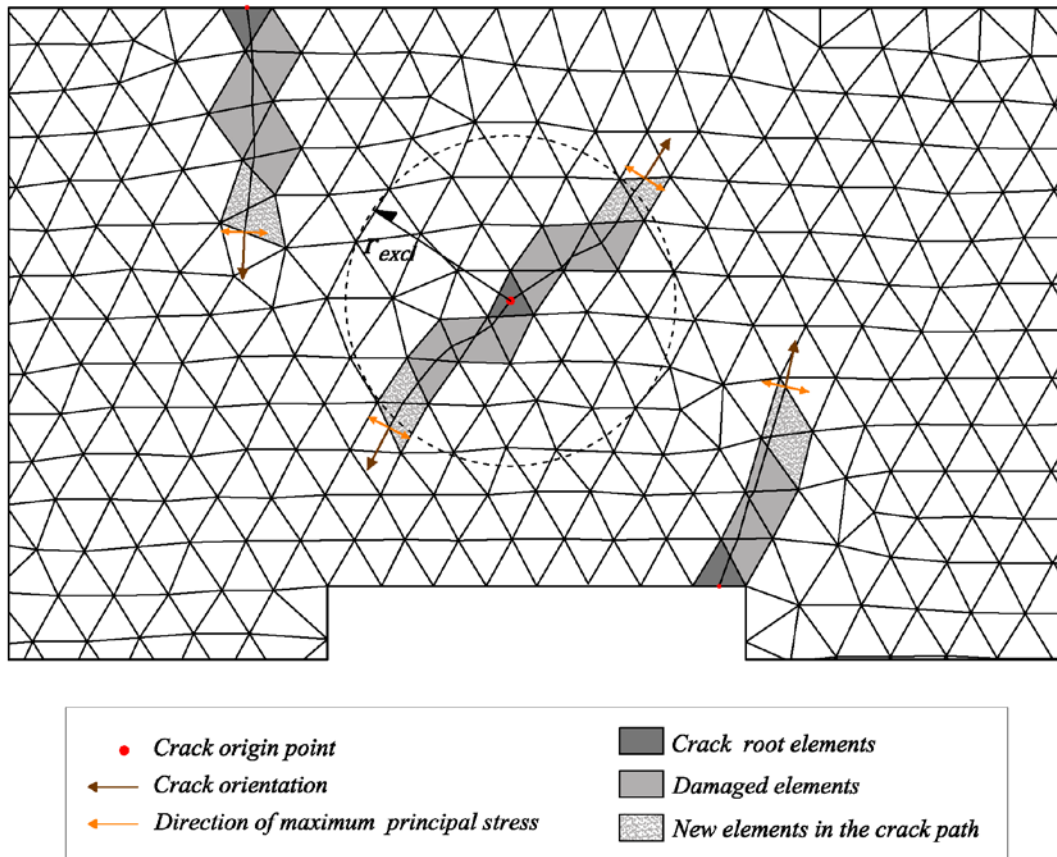 r excl
Crack origin point
Crack orientation
Direction of maximum principal stress
Crack root elements
Damaged elements
New elements in the crack path